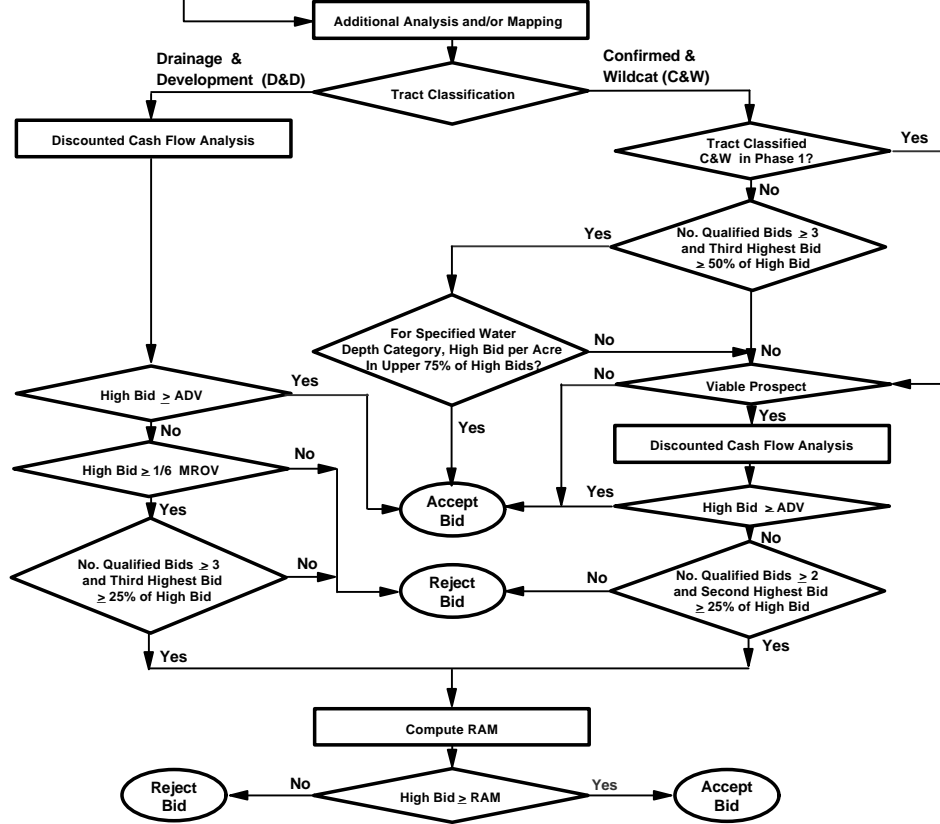 Additional Analysis and/or Mapping
Drainage &
Development (D&D)
Confirmed &
Wildcat (C&W)
Tract Classification
Discounted Cash Flow Analysis
Tract Classified
C&W in Phase 1?
Yes
No
No. Qualified Bids ≥ 3
and Third Highest Bid
≥ 50% of High Bid
Yes
For Specified Water
Depth Category, High Bid per Acre
In Upper 75% of High Bids?
No
No
Yes
High Bid ≥ ADV
Yes
No
Viable Prospect
No
Yes
Discounted Cash Flow Analysis
High Bid ≥ 1/6 MROV
No
Yes
Accept
Bid
Yes
High Bid ≥ ADV
No
No. Qualified Bids ≥ 3
and Third Highest Bid
≥ 25% of High Bid
No
Yes
Reject
Bid
No
No. Qualified Bids ≥ 2
and Second Highest Bid
≥ 25% of High Bid
Yes
Compute RAM
Reject
Bid
No
High Bid ≥ RAM
Yes
Accept
Bid